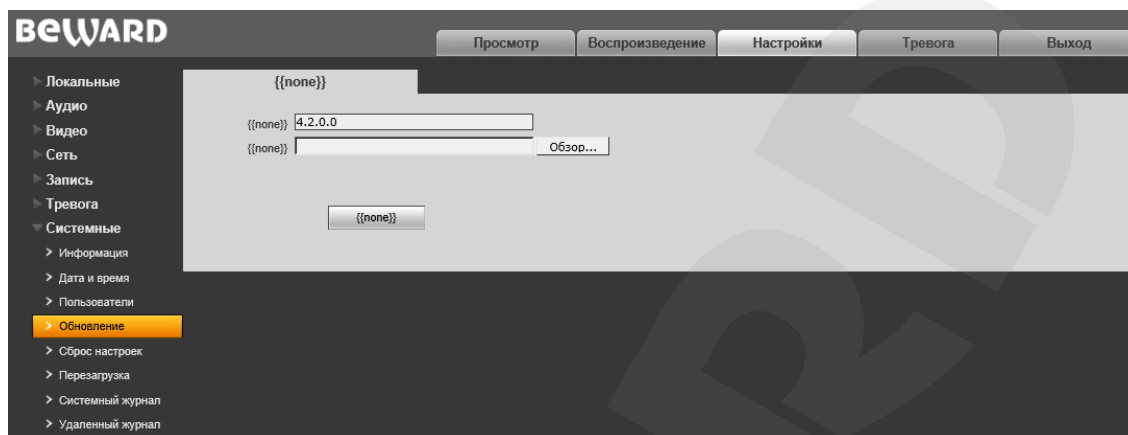 BEWARD
Просмотр Воспроизведение Настройки Тревога Выход
Локальные
Аудио
Видео
Сеть
Запись
Тревога
Системные
Информация
Дата и время
Пользователи
Обновление
Сброс настроек
Перезагрузка
Системный журнал
Удаленный журнал
{{none}}
{{none}} 4.2.0.0
{{none}} Обзор...
{{none}}